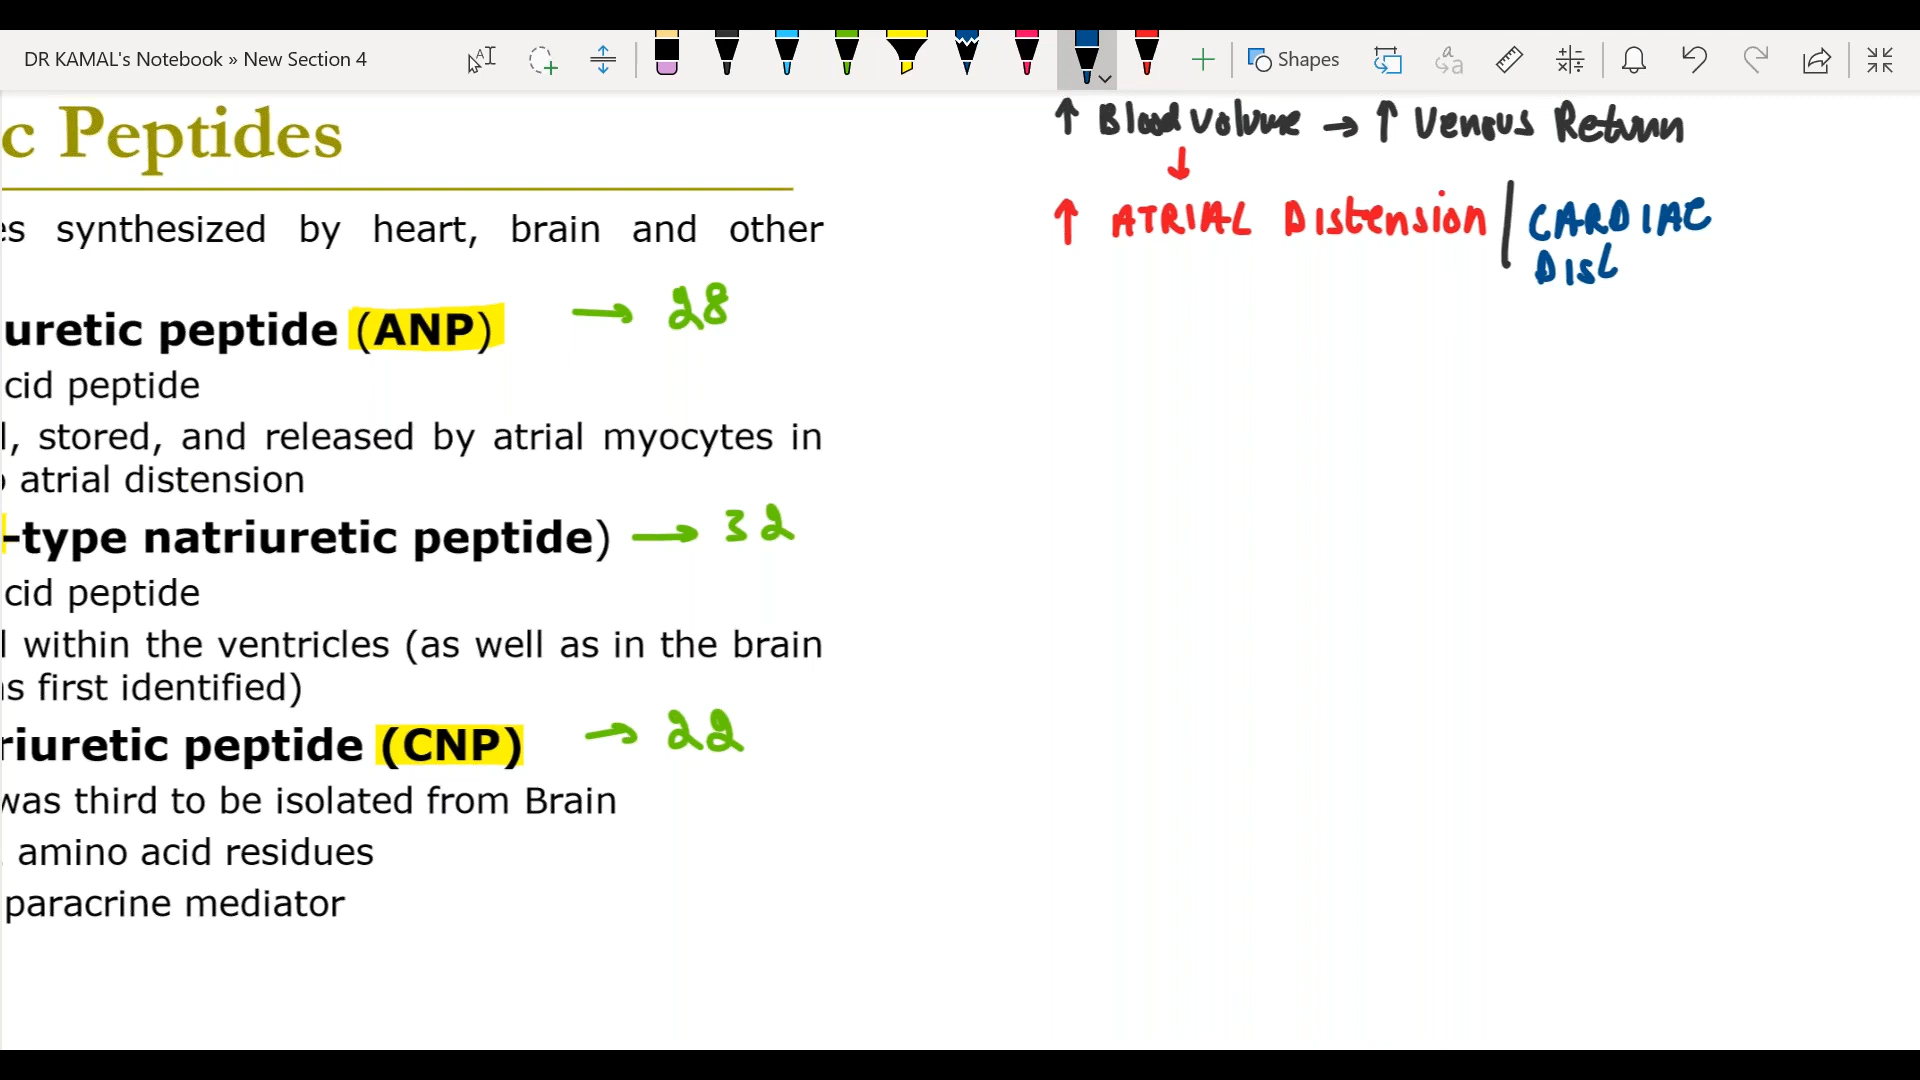 DR KAMAL's Notebook » New Section 4
Shapes
c Peptides
es synthesized by heart, brain and other
uretic peptide (ANP) → 28
cid peptide
, stored, and released by atrial myocytes in
atrial distension
-type natriuretic peptide) → 32
cid peptide
within the ventricles (as well as in the brain
s first identified)
riuretic peptide (CNP) → 22
was third to be isolated from Brain
amino acid residues
paracrine mediator
↑ Blood Volume → ↑ Venous Return
↓
↑ ATRIAL Distension / CARDIAC
DISt